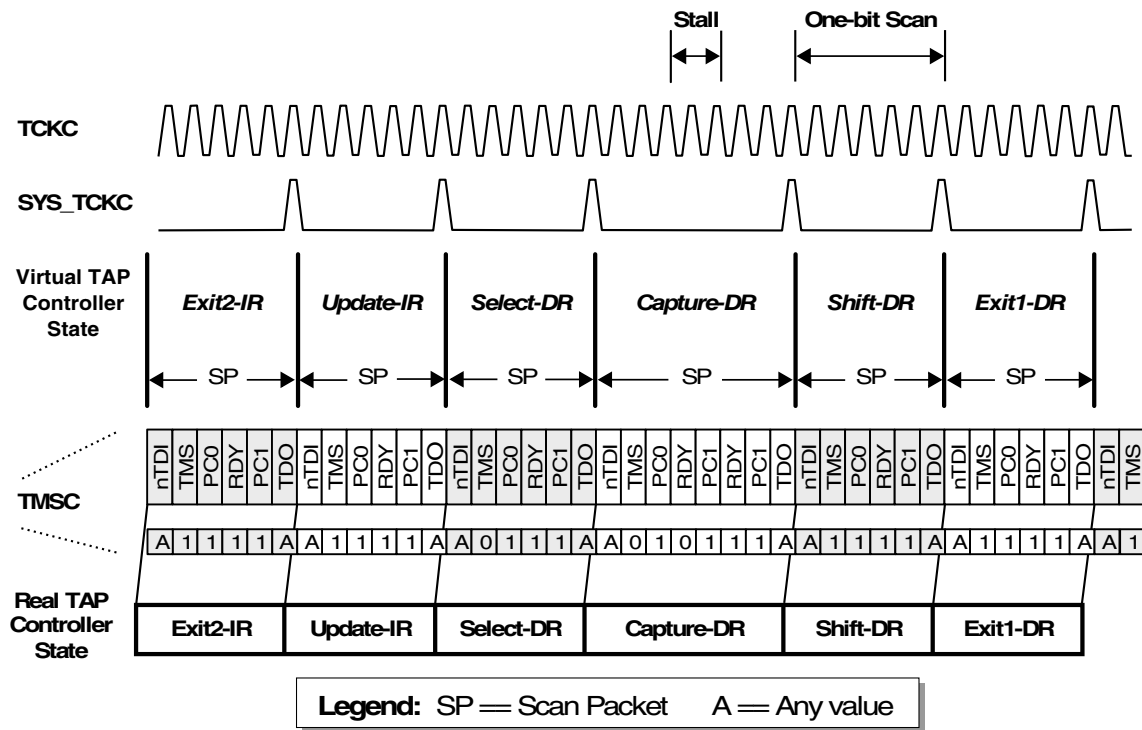 Stall One-bit Scan
TCKC
SYS_TCKC
Virtual TAP
Controller
State
Exit2-IR Update-IR Select-DR Capture-DR Shift-DR Exit1-DR
SP SP SP SP SP SP
TMSC
nTDI TMS PC0 RDY PC1 TDO nTDI TMS PC0 RDY PC1 TDO nTDI TMS PC0 RDY PC1 TDO nTDI TMS PC0 RDY PC1 TDO nTDI TMS PC0 RDY PC1 TDO nTDI TMS PC0 RDY PC1 TDO nTDI TMS
A 1 1 1 1 A A 1 1 1 1 A A 0 1 1 1 A A 0 1 0 1 1 1 A A 1 1 1 1 A A 1 1 1 1 A A 1
Real TAP
Controller
State
Exit2-IR Update-IR Select-DR Capture-DR Shift-DR Exit1-DR
Legend: SP == Scan Packet A == Any value